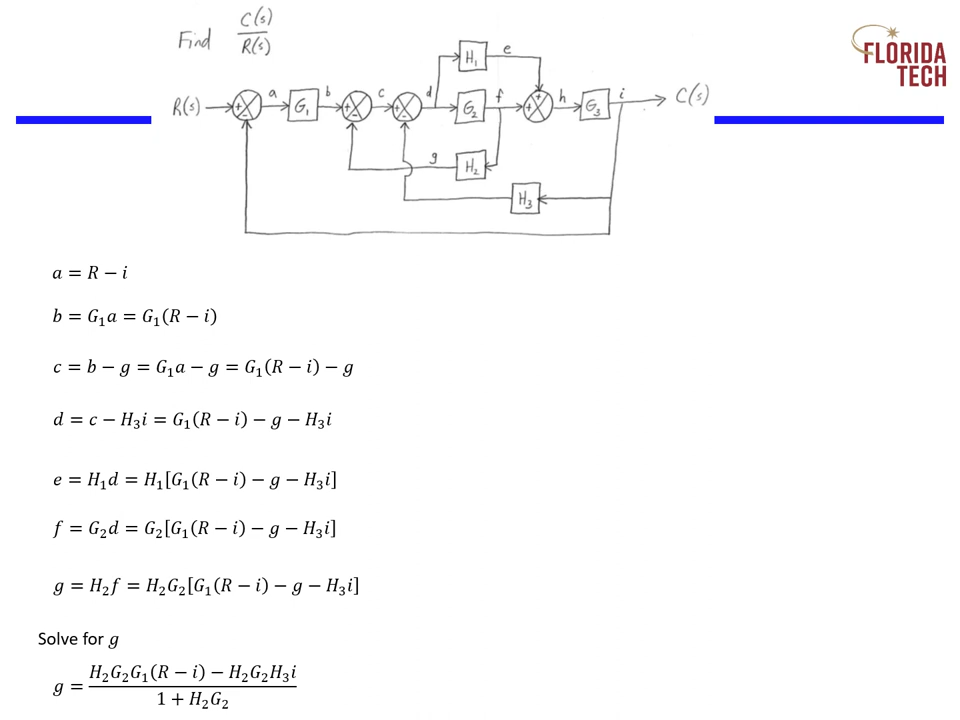 Find C(s)/R(s)
FLORIDA
TECH
H₁ e
R(s) + - a G₁ b + - c + - d G₂ f + + h G₃ i C(s)
g H₂
H₃
a = R − i
b = G₁a = G₁(R − i)
c = b − g = G₁a − g = G₁(R − i) − g
d = c − H₃i = G₁(R − i) − g − H₃i
e = H₁d = H₁[G₁(R − i) − g − H₃i]
f = G₂d = G₂[G₁(R − i) − g − H₃i]
g = H₂f = H₂G₂[G₁(R − i) − g − H₃i]
Solve for g
g = (H₂G₂G₁(R − i) − H₂G₂H₃i)/(1 + H₂G₂)